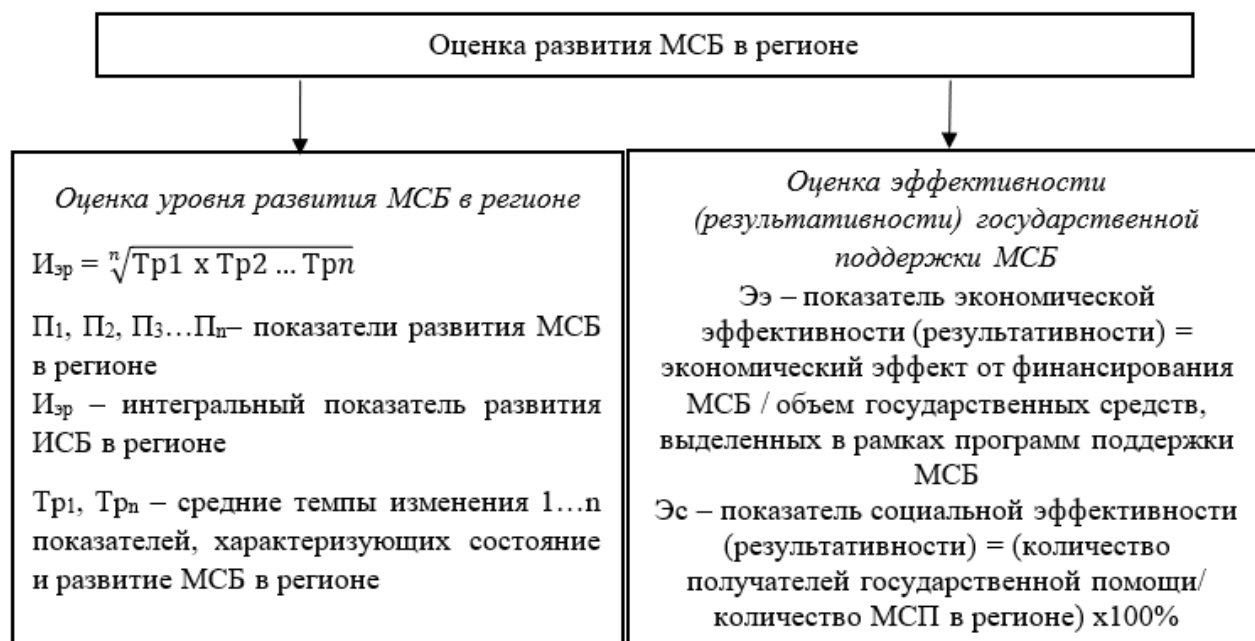 Оценка развития МСБ в регионе
Оценка уровня развития МСБ в регионе
Иэр = ⁿ√Тр1 х Тр2 ... Трn
П₁, П₂, П₃…Пₙ– показатели развития МСБ
в регионе
Иэр – интегральный показатель развития
ИСБ в регионе
Тр₁, Трₙ – средние темпы изменения 1…n
показателей, характеризующих состояние
и развитие МСБ в регионе
Оценка эффективности
(результативности) государственной
поддержки МСБ
Ээ – показатель экономической
эффективности (результативности) =
экономический эффект от финансирования
МСБ / объем государственных средств,
выделенных в рамках программ поддержки
МСБ
Эс – показатель социальной эффективности
(результативности) = (количество
получателей государственной помощи/
количество МСП в регионе) х100%